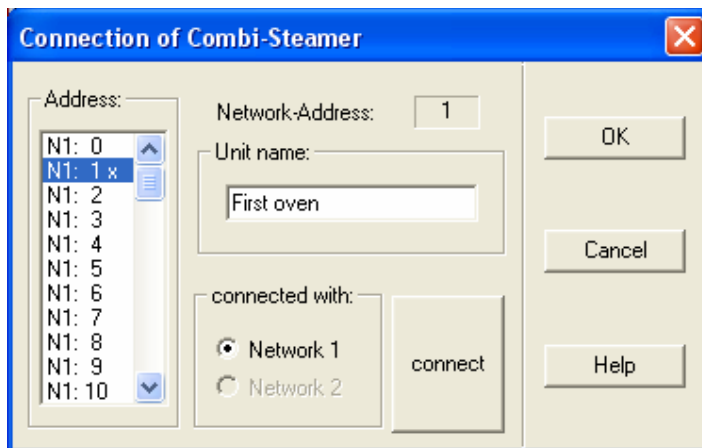 Connection of Combi-Steamer
Address:
N1: 0
N1: 1 x
N1: 2
N1: 3
N1: 4
N1: 5
N1: 6
N1: 7
N1: 8
N1: 9
N1: 10
Network-Address: 1
Unit name:
First oven
connected with:
Network 1
Network 2
connect
OK
Cancel
Help